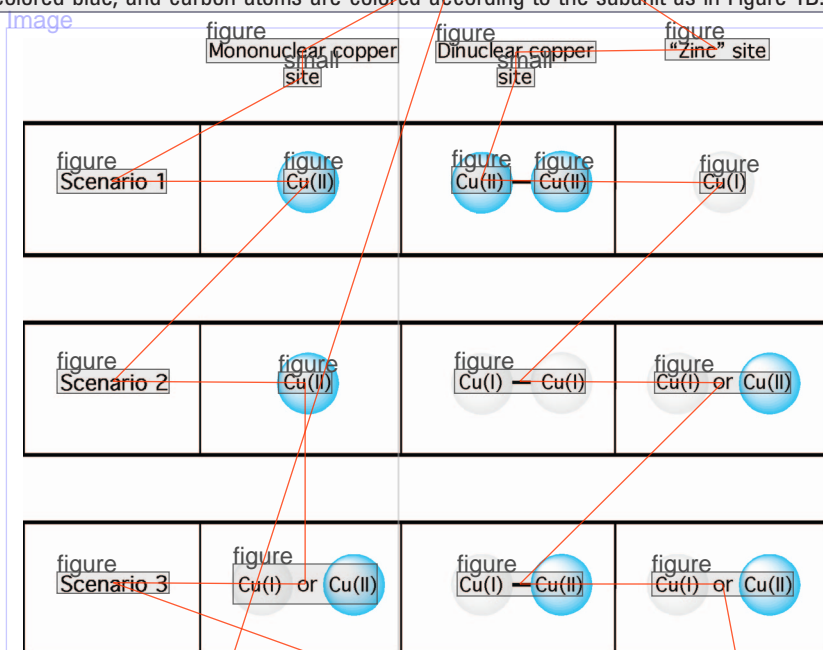 colored blue, and carbon atoms are colored according to the subunit as in Figure 1D.
Image
figure figure figure
Mononuclear copper Dinuclear copper "Zinc" site
small small
site site
figure figure figure figure figure
Scenario 1 Cu(II) Cu(II) – Cu(II) Cu(I)
figure figure figure figure
Scenario 2 Cu(II) Cu(I) – Cu(I) Cu(I) or Cu(II)
figure figure figure figure
Scenario 3 Cu(I) or Cu(II) Cu(I) – Cu(II) Cu(I) or Cu(II)